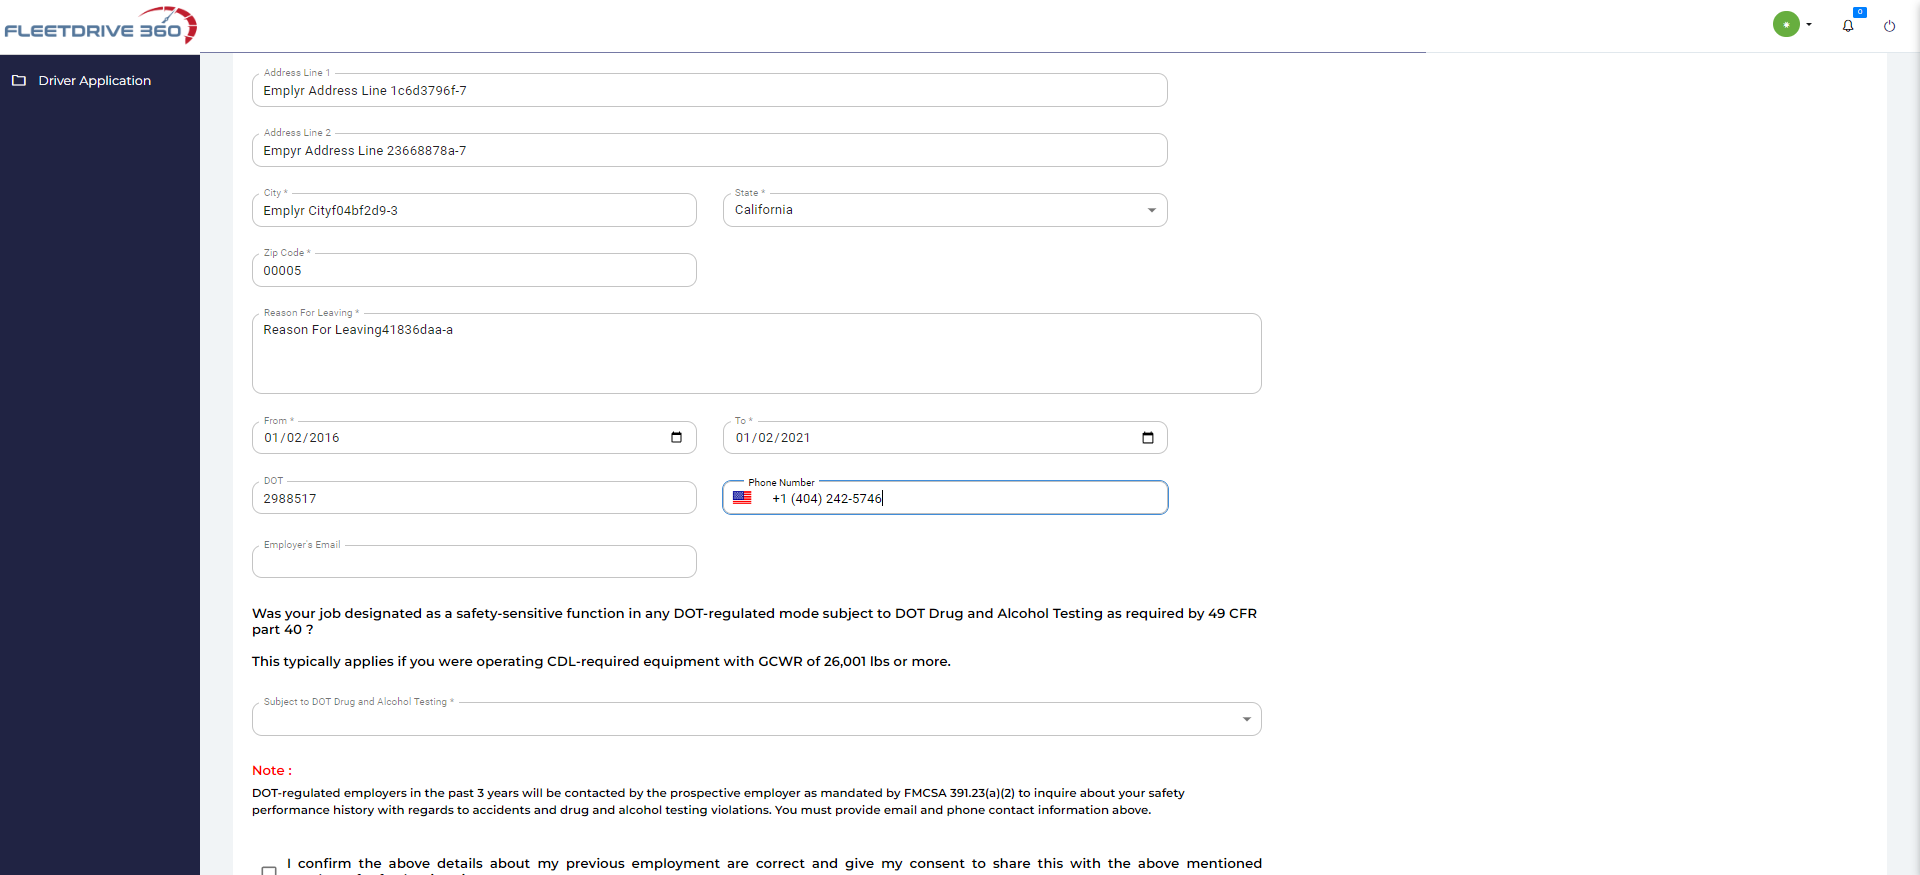 FLEETDRIVE 360
0
Driver Application
Address Line 1
Emplyr Address Line 1c6d3796f-7
Address Line 2
Empyr Address Line 23668878a-7
City *
Emplyr Cityf04bf2d9-3
State *
California
Zip Code *
00005
Reason For Leaving *
Reason For Leaving41836daa-a
From *
01/02/2016
To *
01/02/2021
DOT
2988517
Phone Number
+1 (404) 242-5746
Employer's Email
Was your job designated as a safety-sensitive function in any DOT-regulated mode subject to DOT Drug and Alcohol Testing as required by 49 CFR
part 40 ?
This typically applies if you were operating CDL-required equipment with GCWR of 26,001 lbs or more.
Subject to DOT Drug and Alcohol Testing *
Note :
DOT-regulated employers in the past 3 years will be contacted by the prospective employer as mandated by FMCSA 391.23(a)(2) to inquire about your safety
performance history with regards to accidents and drug and alcohol testing violations. You must provide email and phone contact information above.
I confirm the above details about my previous employment are correct and give my consent to share this with the above mentioned